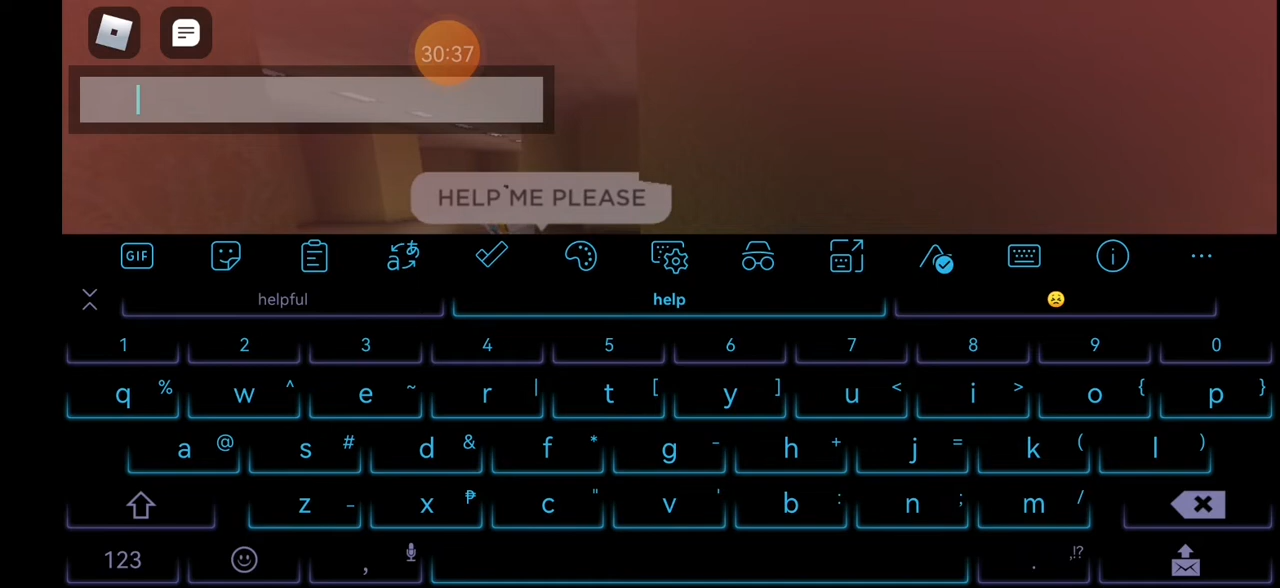 30:37
HELP ME PLEASE
GIF
helpful help 😣
1 2 3 4 5 6 7 8 9 0
q % w ^ e ~ r | t [ y ] u < i > o { p }
a @ s # d & f * g - h + j = k ( l )
z _ x ₱ c " v ' b : n ; m /
123 , . ,!?